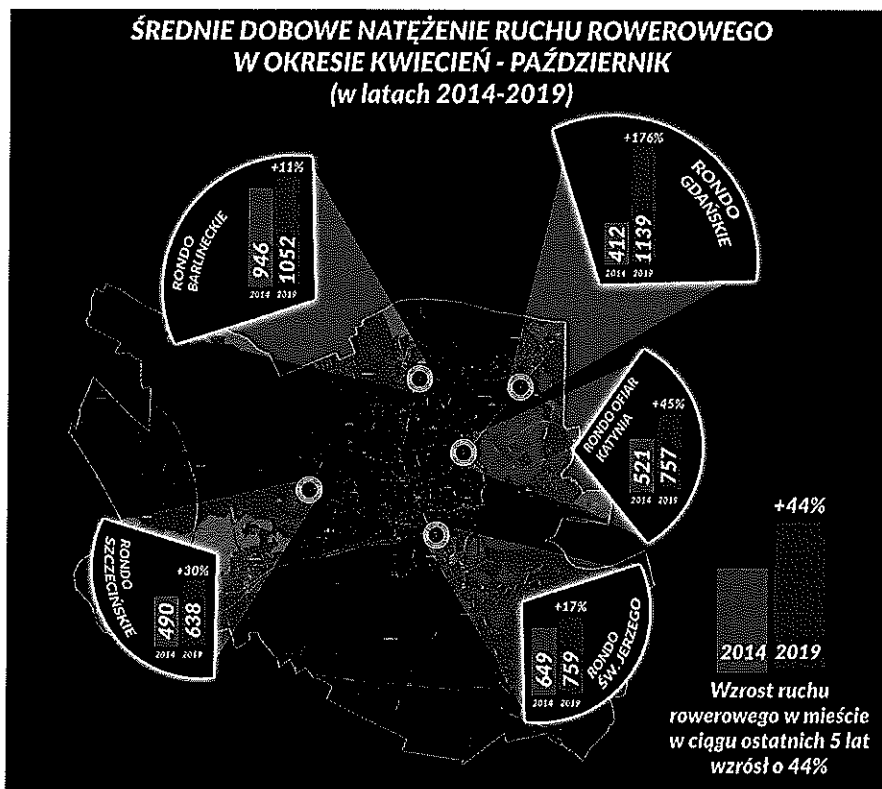 ŚREDNIE DOBOWE NATĘŻENIE RUCHU ROWEROWEGO
W OKRESIE KWIECIEŃ - PAŹDZIERNIK
(w latach 2014-2019)
RONDO
BARLINECKIE
+11%
946
1052
2014
2019
+176%
RONDO
GDAŃSKIE
412
1139
2014
2019
RONDO OFIAR
KATYNIA
+45%
521
757
2014
2019
RONDO
SZCZECIŃSKIE
+30%
490
638
2014
2019
+17%
649
759
2014
2019
RONDO
ŚW. JERZEGO
+44%
2014
2019
Wzrost ruchu
rowerowego w mieście
w ciągu ostatnich 5 lat
wzrósł o 44%